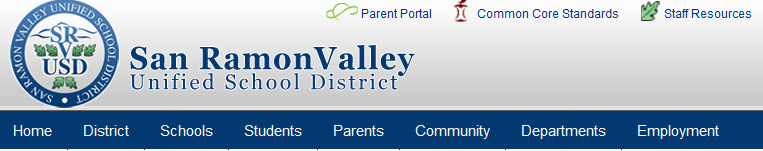 Parent Portal Common Core Standards Staff Resources
SAN RAMON VALLEY UNIFIED SCHOOL DISTRICT
SRV
USD
San RamonValley
Unified School District
Home District Schools Students Parents Community Departments Employment